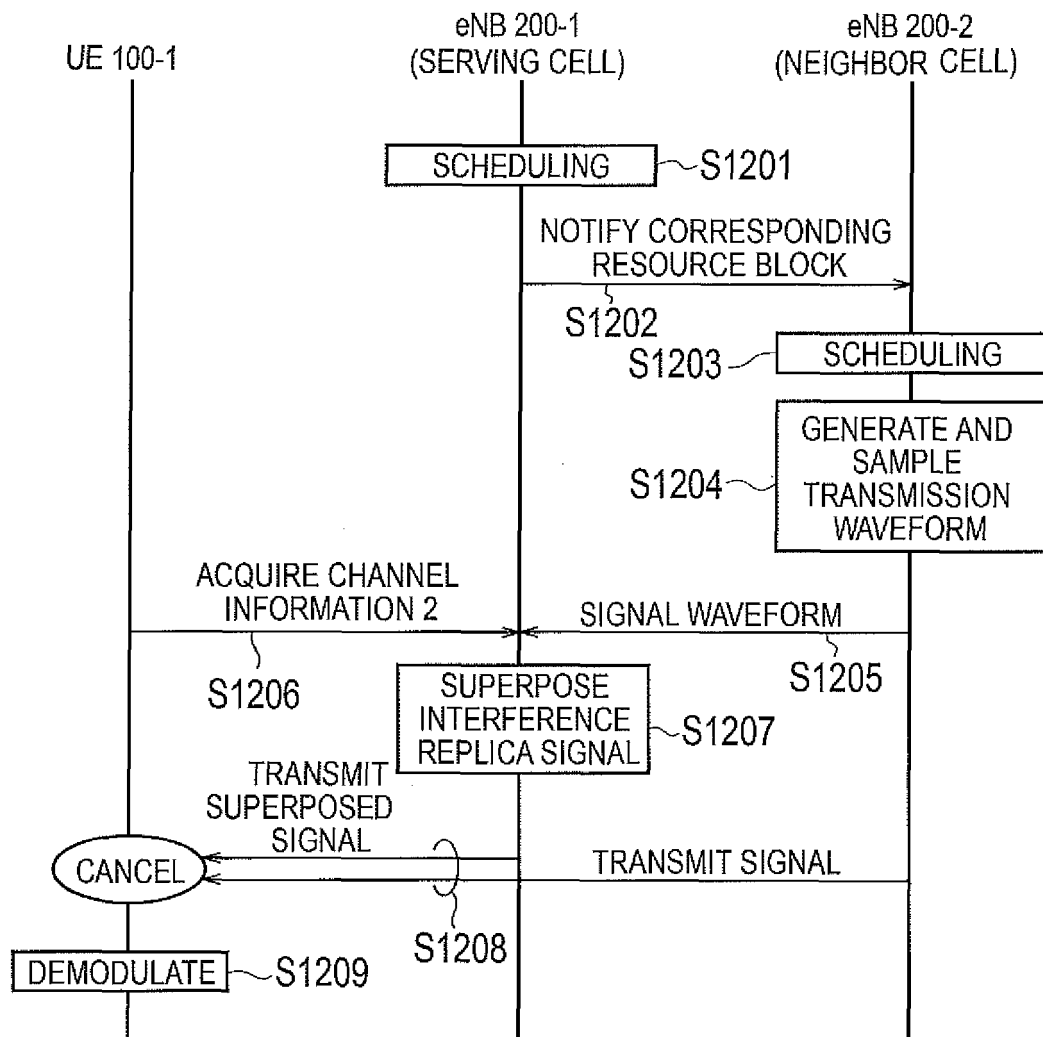 UE 100-1
eNB 200-1
(SERVING CELL)
eNB 200-2
(NEIGHBOR CELL)
SCHEDULING
S1201
NOTIFY CORRESPONDING
RESOURCE BLOCK
S1202
S1203
SCHEDULING
S1204
GENERATE AND
SAMPLE
TRANSMISSION
WAVEFORM
ACQUIRE CHANNEL
INFORMATION 2
SIGNAL WAVEFORM
S1206
S1205
SUPERPOSE
INTERFERENCE
REPLICA SIGNAL
S1207
TRANSMIT
SUPERPOSED
SIGNAL
CANCEL
TRANSMIT SIGNAL
S1208
DEMODULATE
S1209